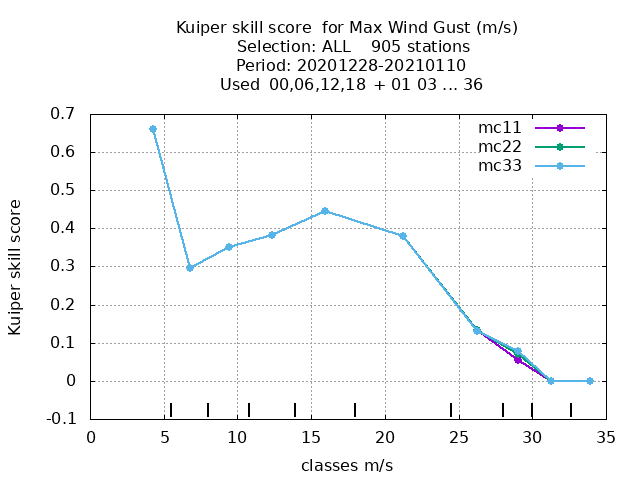 Kuiper skill score  for Max Wind Gust (m/s)
Selection: ALL    905 stations
Period: 20201228-20210110
Used  00,06,12,18  + 01 03 ... 36
mc11
mc22
mc33
0.7
0.6
0.5
0.4
0.3
0.2
0.1
0
-0.1
Kuiper skill score
0 5 10 15 20 25 30 35
classes m/s